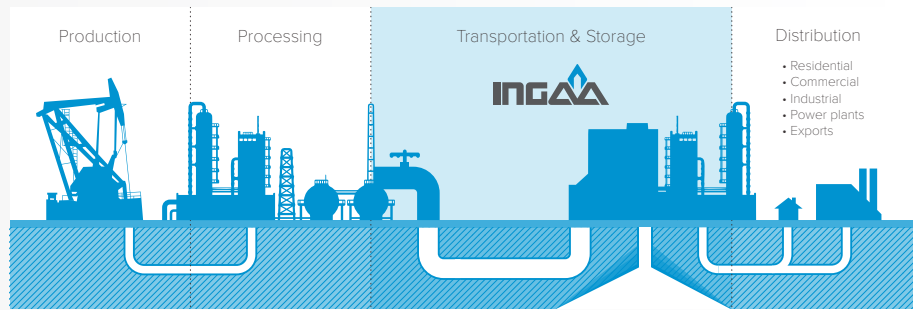 Production
Processing
Transportation & Storage
INGAA
Distribution
• Residential
• Commercial
• Industrial
• Power plants
• Exports